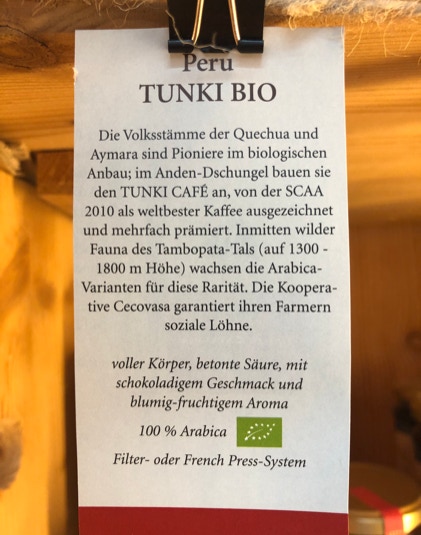 Peru
TUNKI BIO
Die Volksstämme der Quechua und
Aymara sind Pioniere im biologischen
Anbau; im Anden-Dschungel bauen sie
den TUNKI CAFÉ an, von der SCAA
2010 als weltbester Kaffee ausgezeichnet
und mehrfach prämiert. Inmitten wilder
Fauna des Tambopata-Tals (auf 1300 -
1800 m Höhe) wachsen die Arabica-
Varianten für diese Rarität. Die Koopera-
tive Cecovasa garantiert ihren Farmern
soziale Löhne.
voller Körper, betonte Säure, mit
schokoladigem Geschmack und
blumig-fruchtigem Aroma
100 % Arabica
Filter- oder French Press-System